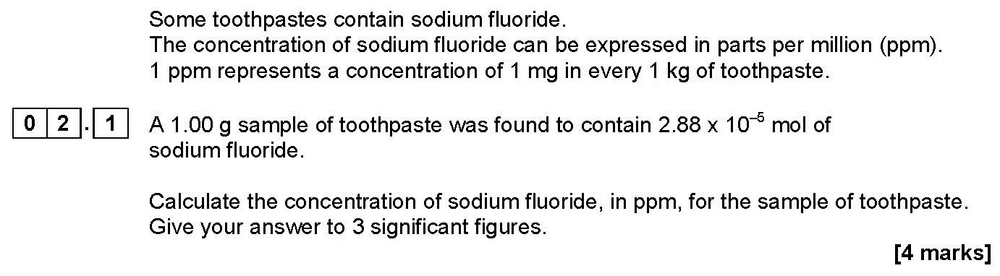 Some toothpastes contain sodium fluoride.
The concentration of sodium fluoride can be expressed in parts per million (ppm).
1 ppm represents a concentration of 1 mg in every 1 kg of toothpaste.
0 2 . 1 A 1.00 g sample of toothpaste was found to contain 2.88 x 10⁻⁵ mol of
sodium fluoride.
Calculate the concentration of sodium fluoride, in ppm, for the sample of toothpaste.
Give your answer to 3 significant figures.
[4 marks]